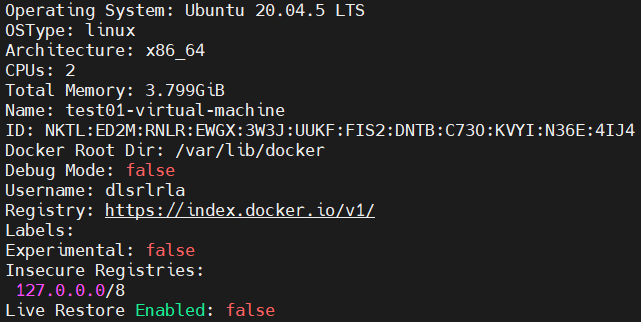 Operating System: Ubuntu 20.04.5 LTS
OSType: linux
Architecture: x86_64
CPUs: 2
Total Memory: 3.799GiB
Name: test01-virtual-machine
ID: NKTL:ED2M:RNLR:EWGX:3W3J:UUKF:FIS2:DNTB:C73O:KVYI:N36E:4IJ4
Docker Root Dir: /var/lib/docker
Debug Mode: false
Username: dlsrlrla
Registry: https://index.docker.io/v1/
Labels:
Experimental: false
Insecure Registries:
127.0.0.0/8
Live Restore Enabled: false